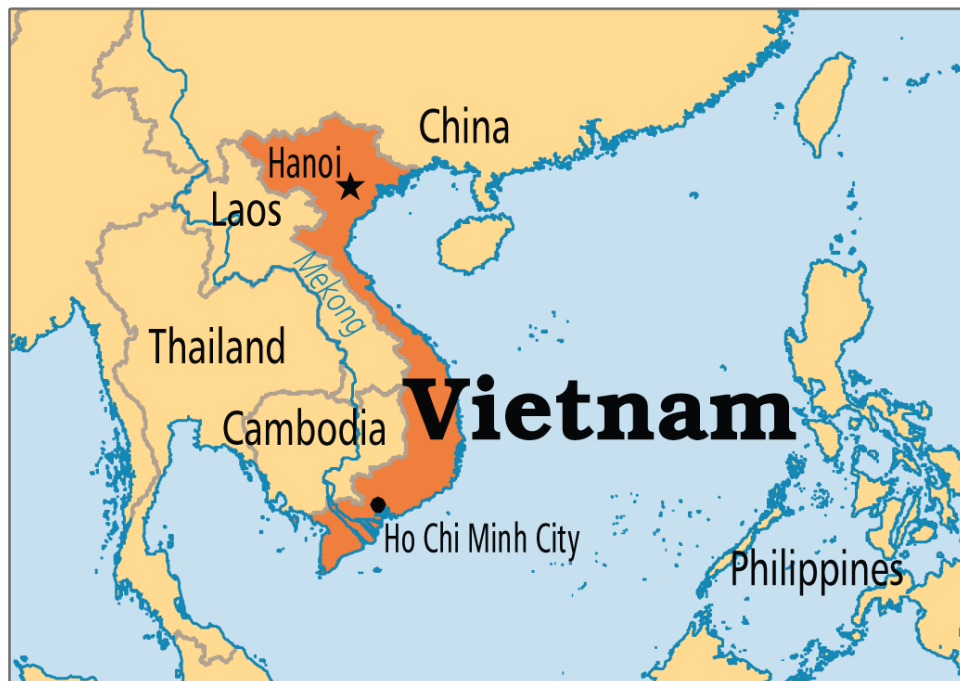 China
Hanoi
Laos
Mekong
Thailand
Vietnam
Cambodia
Ho Chi Minh City
Philippines